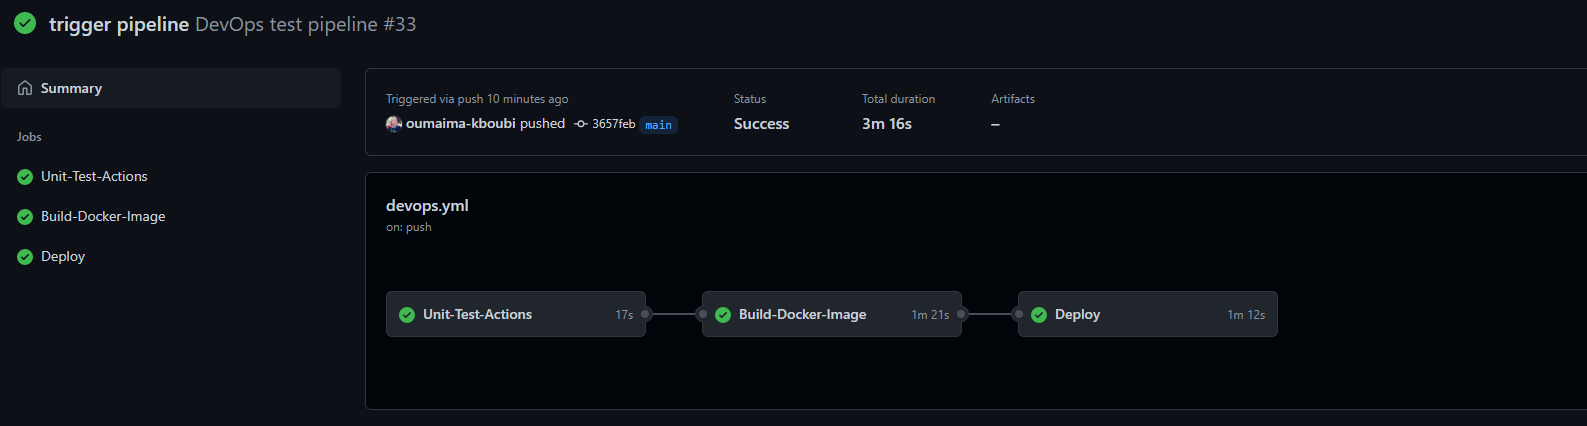 trigger pipeline DevOps test pipeline #33
Summary
Jobs
Unit-Test-Actions
Build-Docker-Image
Deploy
Triggered via push 10 minutes ago
oumaima-kboubi pushed 3657feb main
Status
Success
Total duration
3m 16s
Artifacts
–
devops.yml
on: push
Unit-Test-Actions 17s
Build-Docker-Image 1m 21s
Deploy 1m 12s